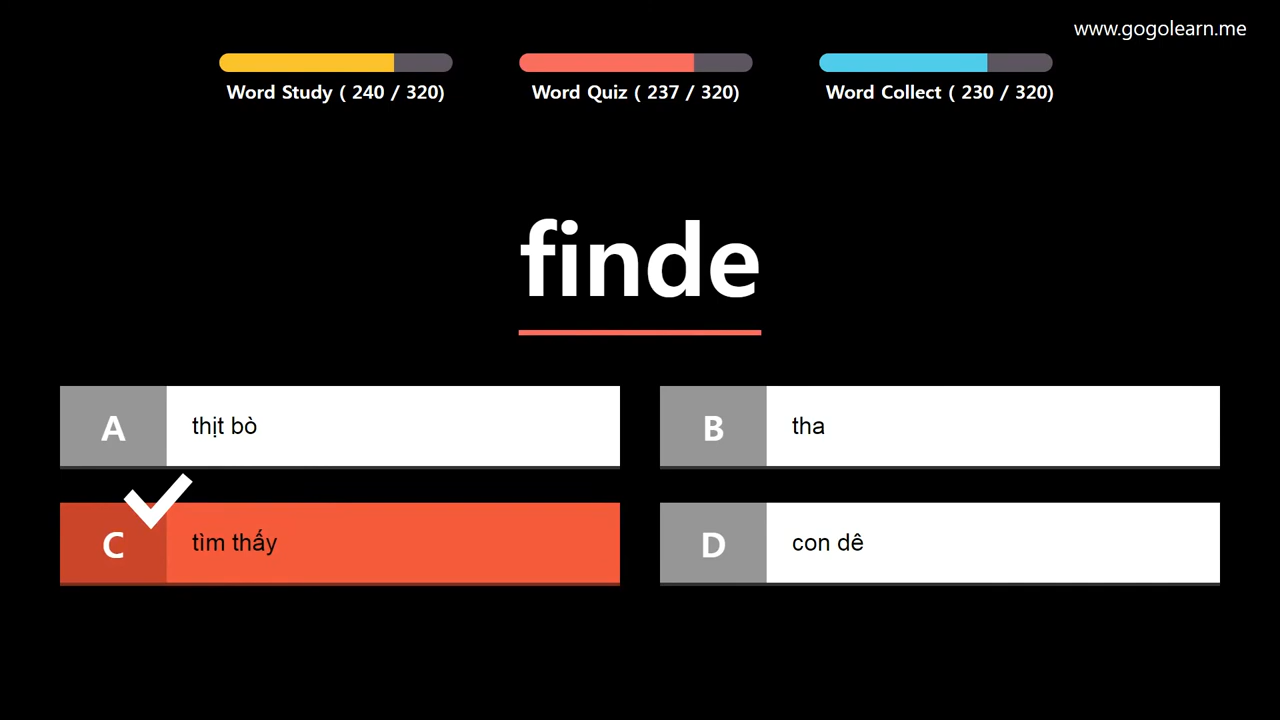 www.gogolearn.me
Word Study ( 240 / 320)
Word Quiz ( 237 / 320)
Word Collect ( 230 / 320)
finde
A
thịt bò
B
tha
C
tìm thấy
D
con dê